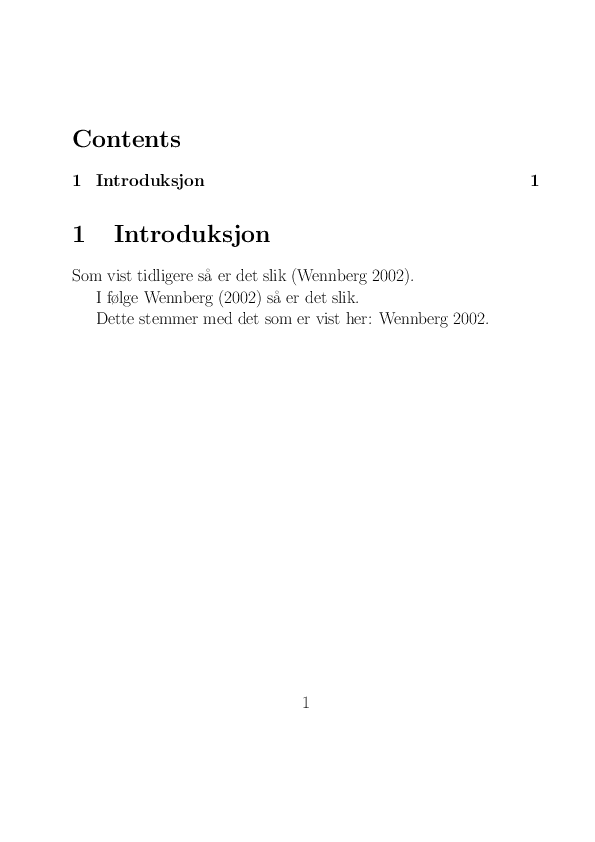 Contents
1 Introduksjon 1
1 Introduksjon
Som vist tidligere så er det slik (Wennberg 2002).
I følge Wennberg (2002) så er det slik.
Dette stemmer med det som er vist her: Wennberg 2002.
1